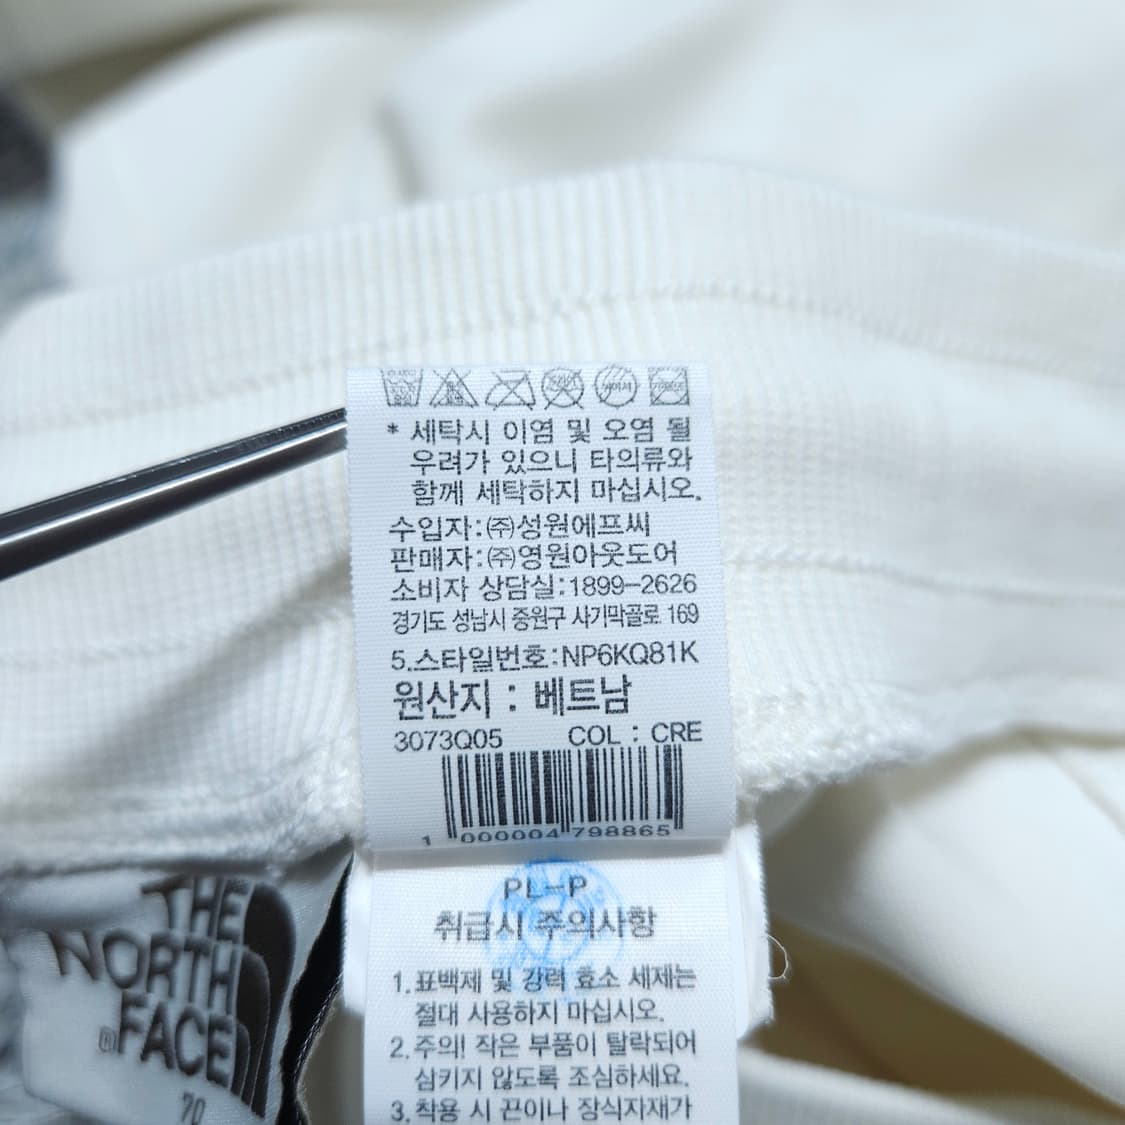 * 세탁시 이염 및 오염 될
우려가 있으니 타의류와
함께 세탁하지 마십시오.
수입자:㈜성원에프씨
판매자:㈜영원아웃도어
소비자 상담실:1899-2626
경기도 성남시 중원구 사기막골로 169
5.스타일번호:NP6KQ81K
원산지 : 베트남
3073Q05 COL : CRE
1 000004 798865
PL-P
취급시 주의사항
1.표백제 및 강력 효소 세제는
절대 사용하지 마십시오.
2.주의! 작은 부품이 탈락되어
삼키지 않도록 조심하세요.
3.착용 시 끈이나 장식자재가
THE
NORTH
FACE
70